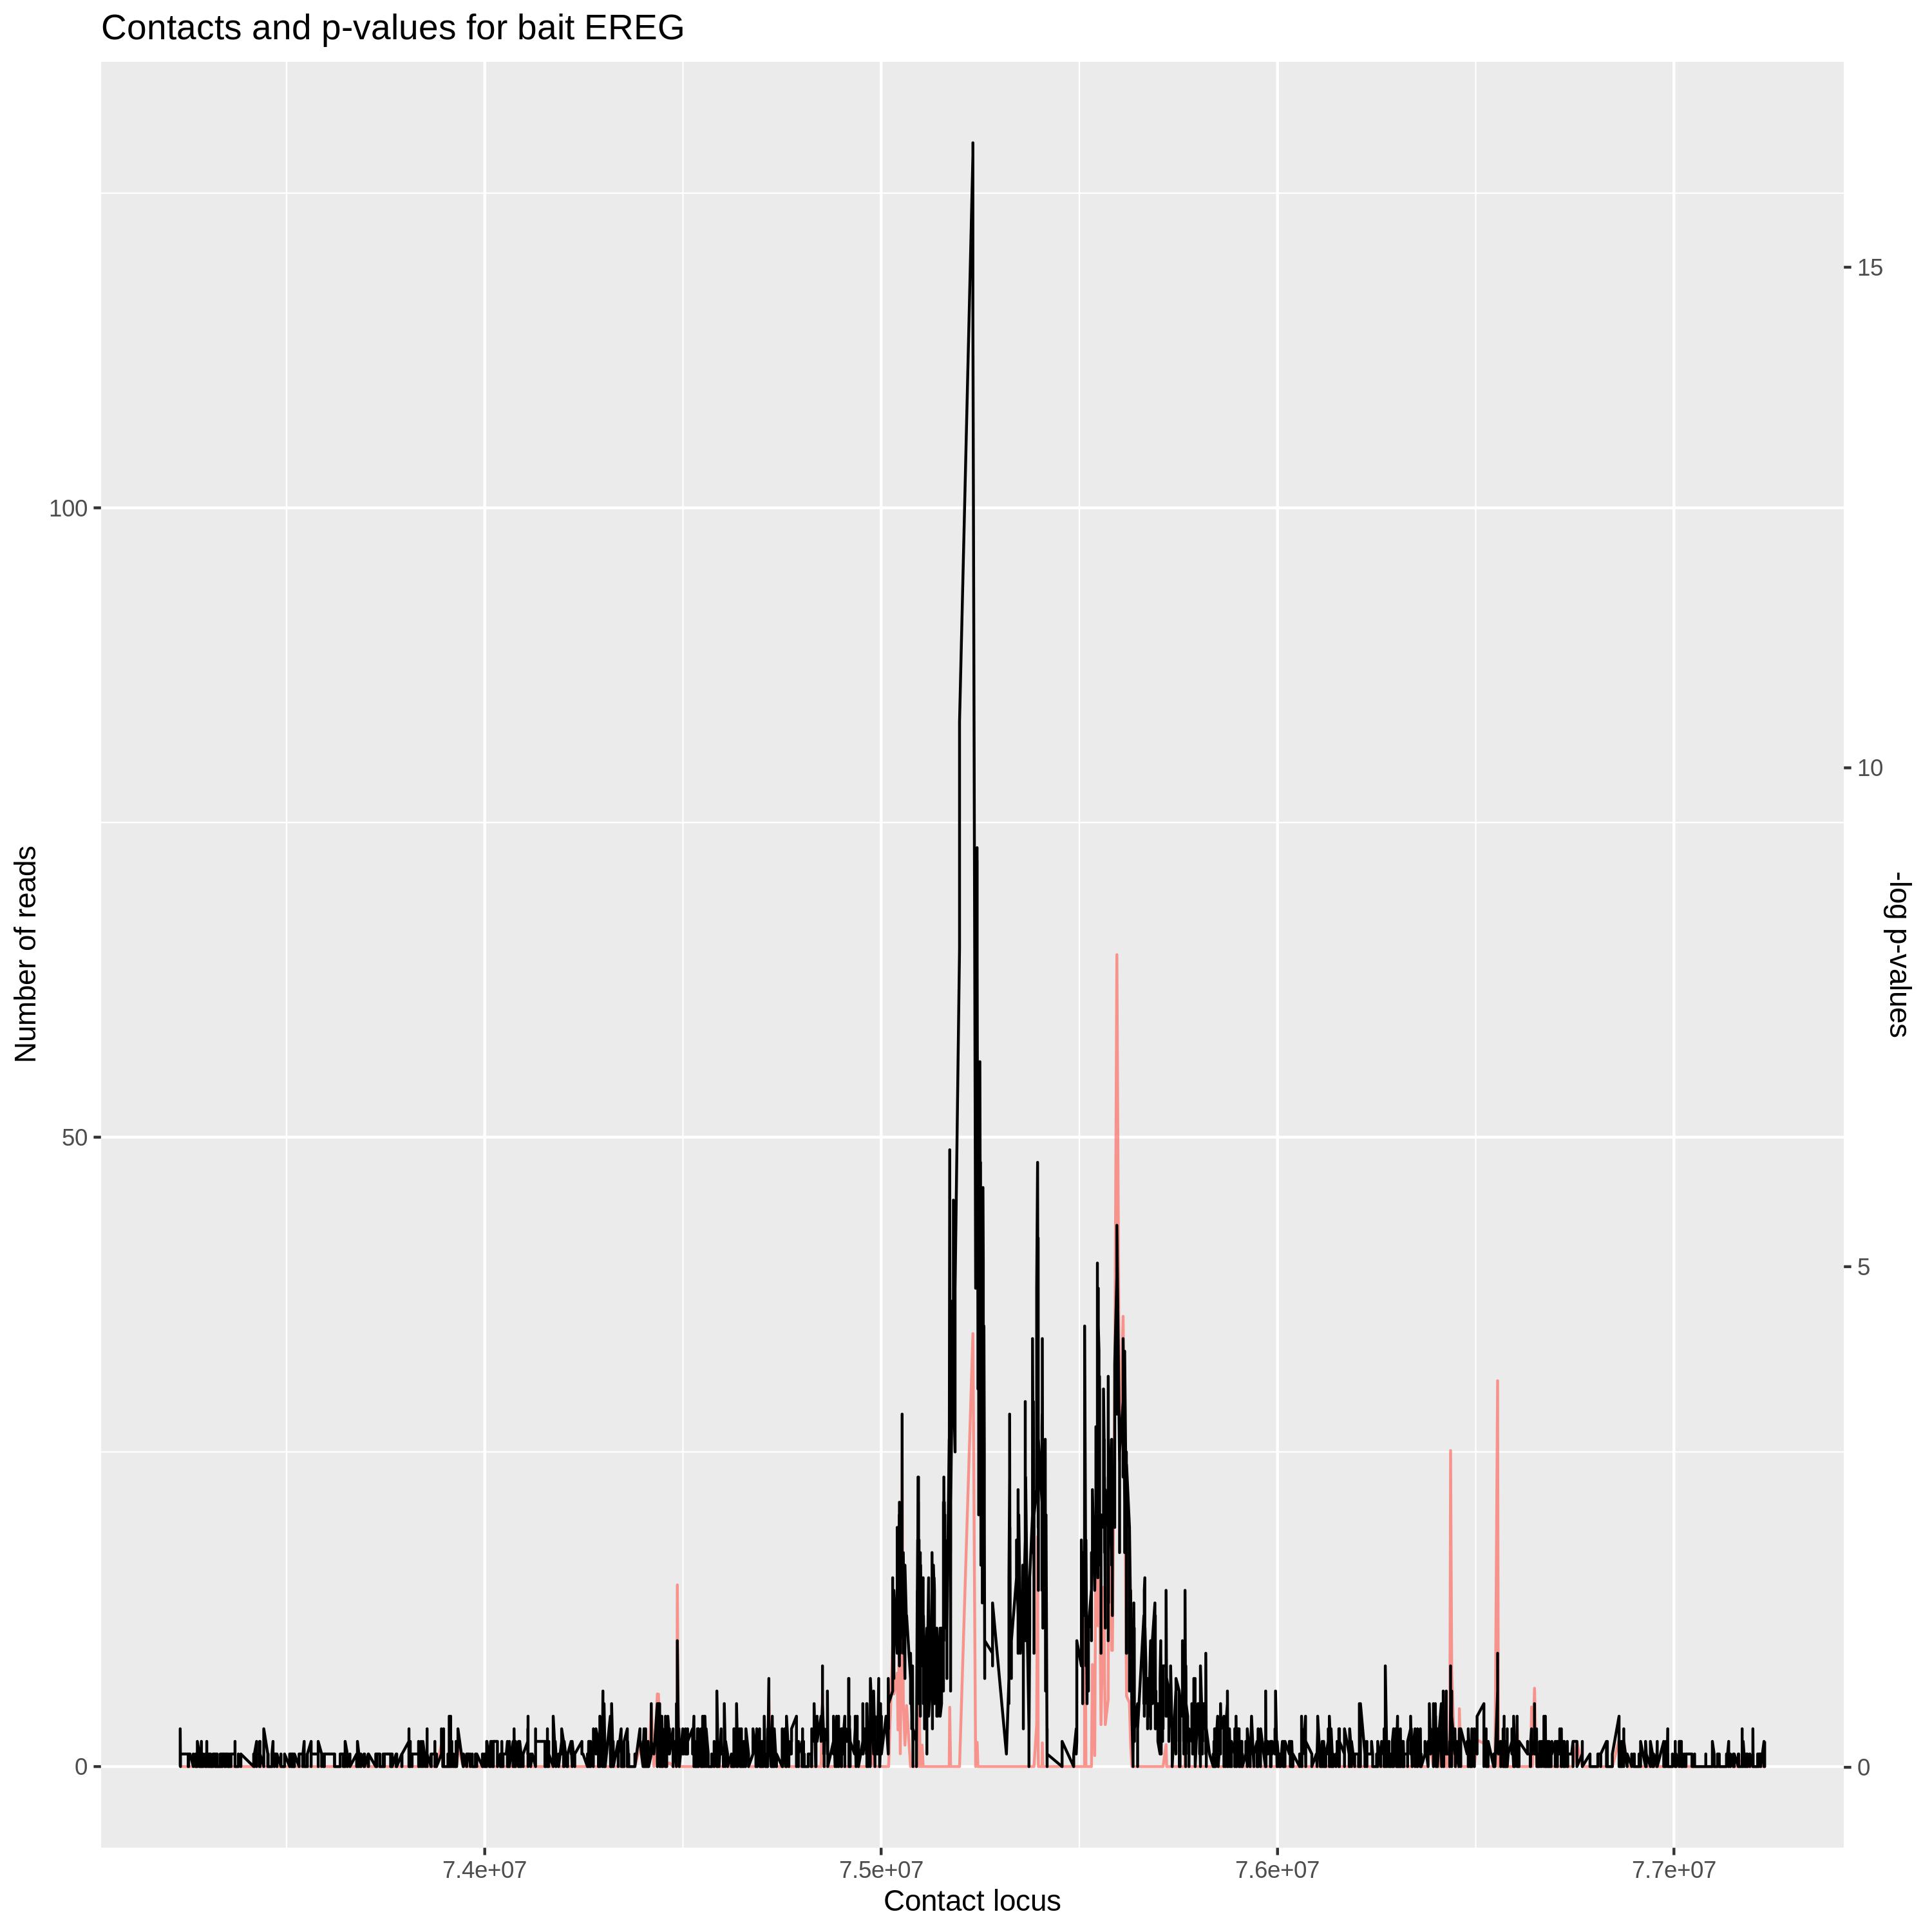 Contacts and p-values for bait EREG
Number of reads
100
50
0
15
10
5
0
-log p-values
7.4e+07 7.5e+07 7.6e+07 7.7e+07
Contact locus